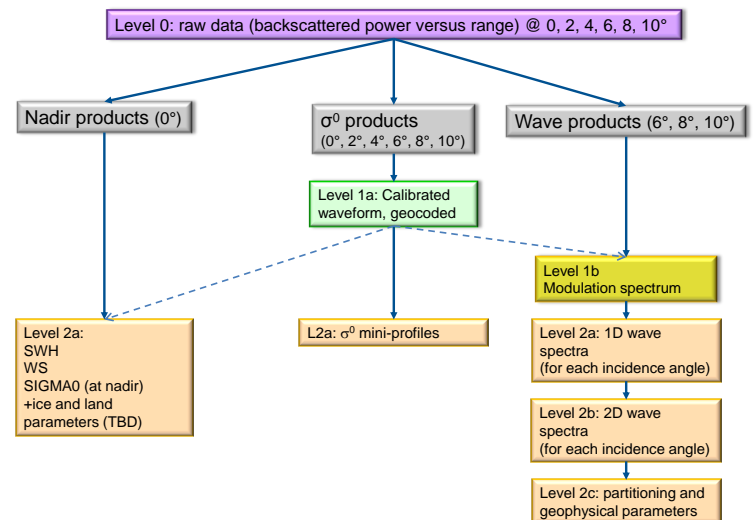 Level 0: raw data (backscattered power versus range) @ 0, 2, 4, 6, 8, 10°
Nadir products (0°)
σ⁰ products
(0°, 2°, 4°, 6°, 8°, 10°)
Wave products (6°, 8°, 10°)
Level 1a: Calibrated
waveform, geocoded
Level 1b
Modulation spectrum
Level 2a:
SWH
WS
SIGMA0 (at nadir)
+ice and land
parameters (TBD)
L2a: σ⁰ mini-profiles
Level 2a: 1D wave
spectra
(for each incidence angle)
Level 2b: 2D wave
spectra
(for each incidence angle)
Level 2c: partitioning and
geophysical parameters